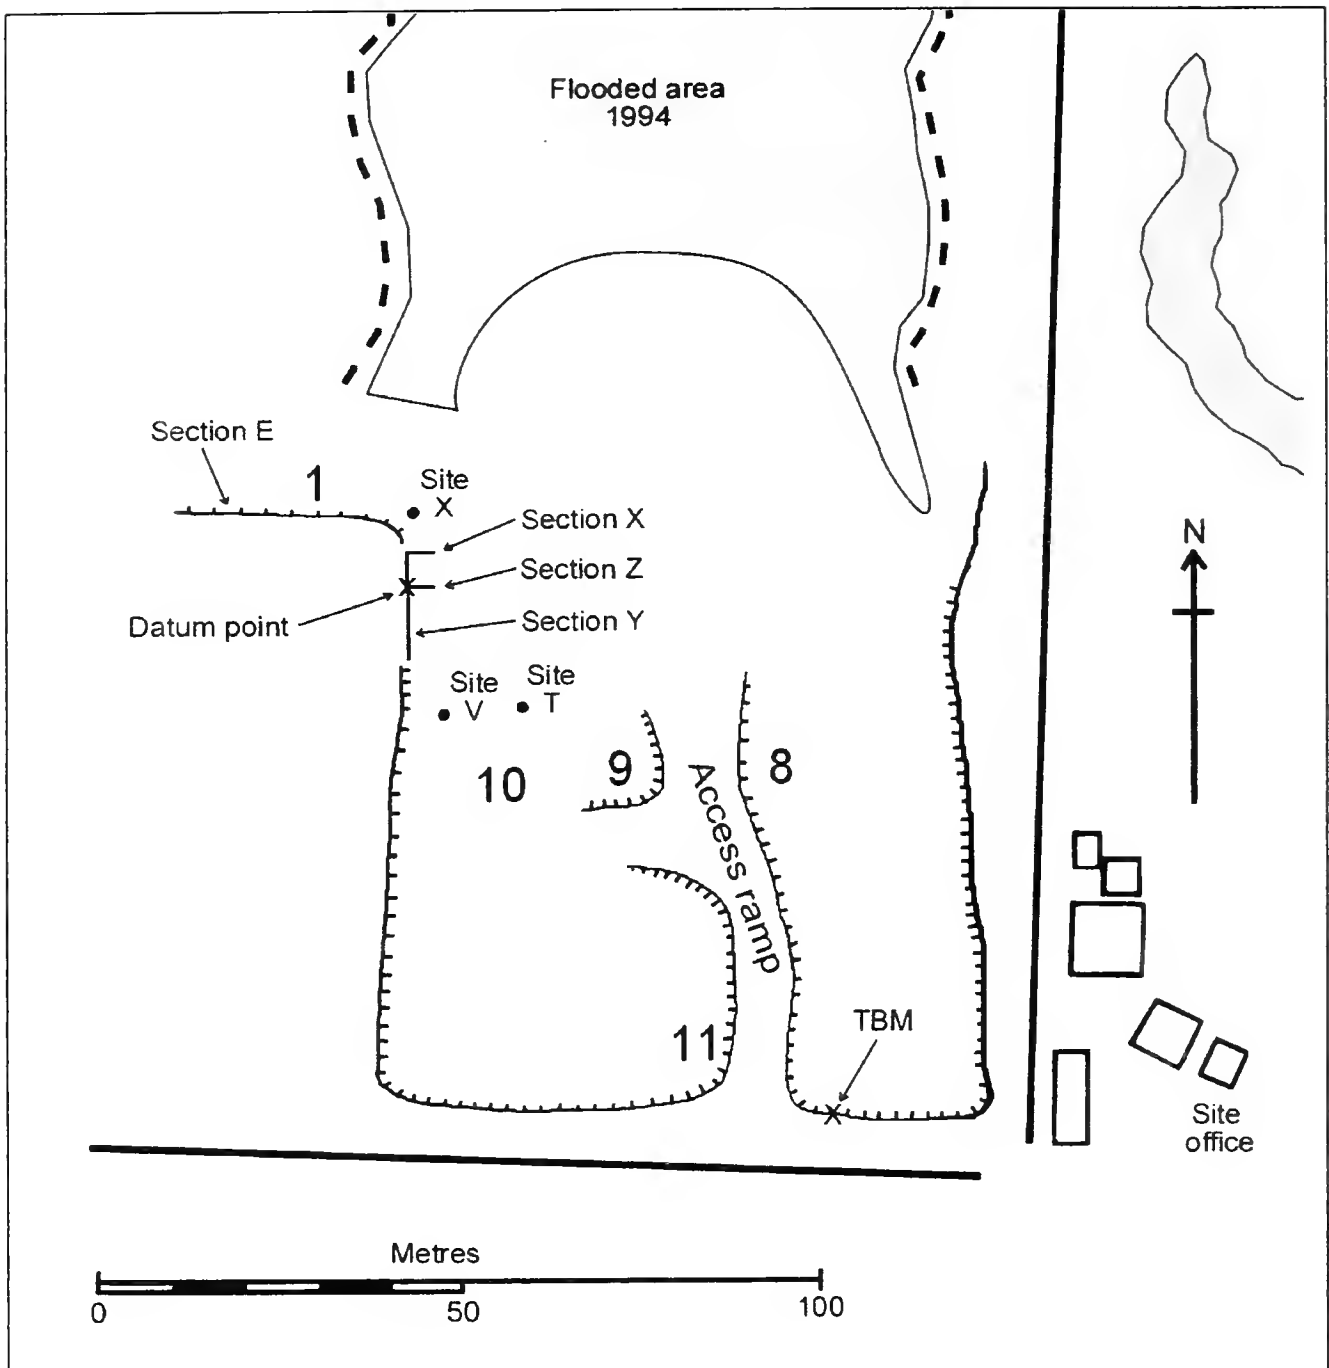 Flooded area
1994
Section E
1
Site
X
Section X
N
Section Z
Datum point
Section Y
Site
V
Site
T
10
9
8
Access ramp
11
TBM
Site
office
Metres
0
50
100